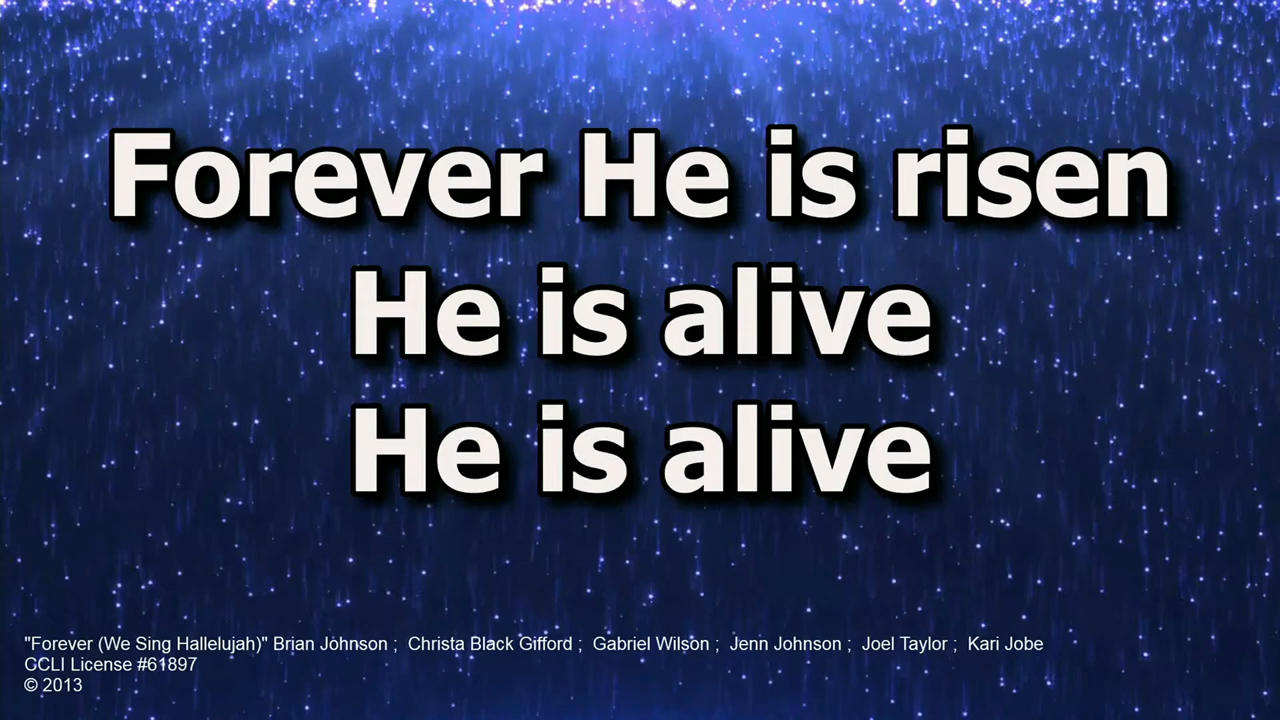 Forever He is risen
He is alive
He is alive
"Forever (We Sing Hallelujah)" Brian Johnson ;  Christa Black Gifford ;  Gabriel Wilson ;  Jenn Johnson ;  Joel Taylor ;  Kari Jobe
CCLI License #61897
© 2013